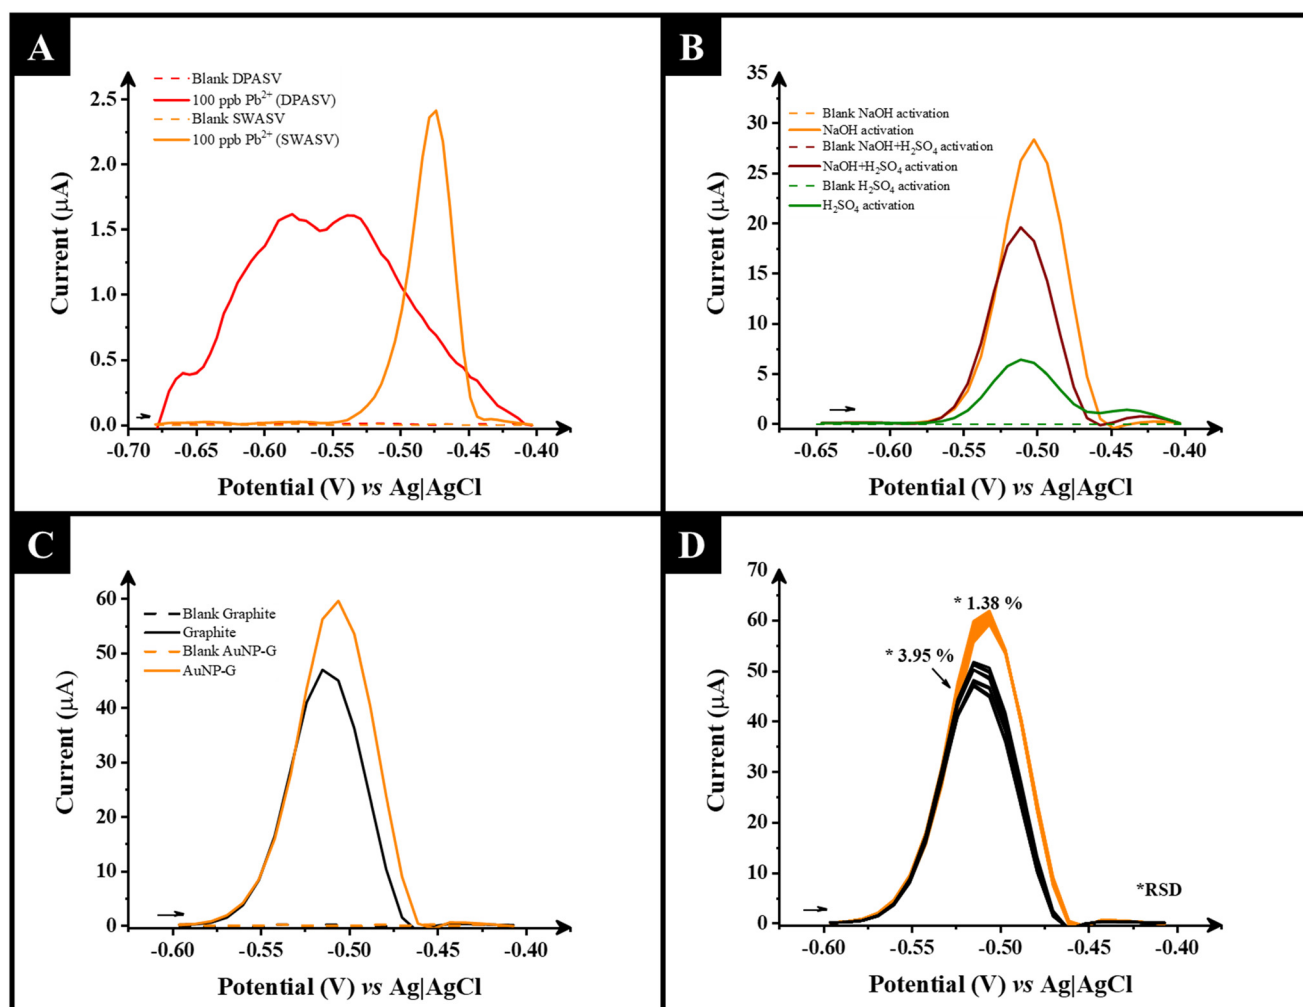 A
Blank DPASV
100 ppb Pb²⁺ (DPASV)
Blank SWASV
100 ppb Pb²⁺ (SWASV)
2.5
2.0
1.5
1.0
0.5
0.0
Current (µA)
-0.70 -0.65 -0.60 -0.55 -0.50 -0.45 -0.40
Potential (V) vs Ag|AgCl
B
Blank NaOH activation
NaOH activation
Blank NaOH+H₂SO₄ activation
NaOH+H₂SO₄ activation
Blank H₂SO₄ activation
H₂SO₄ activation
35
30
25
20
15
10
5
0
Current (µA)
-0.65 -0.60 -0.55 -0.50 -0.45 -0.40
Potential (V) vs Ag|AgCl
C
Blank Graphite
Graphite
Blank AuNP-G
AuNP-G
60
50
40
30
20
10
0
Current (µA)
-0.60 -0.55 -0.50 -0.45 -0.40
Potential (V) vs Ag|AgCl
D
* 1.38 %
* 3.95 %
*RSD
70
60
50
40
30
20
10
0
Current (µA)
-0.60 -0.55 -0.50 -0.45 -0.40
Potential (V) vs Ag|AgCl